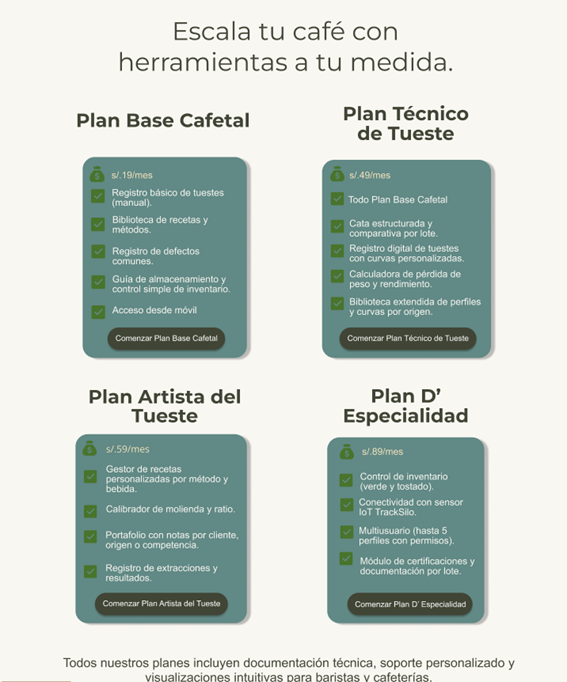 Escala tu café con
herramientas a tu medida.
Plan Base Cafetal
s/.19/mes
Registro básico de tuestes
(manual).
Biblioteca de recetas y
métodos.
Registro de defectos
comunes.
Guía de almacenamiento y
control simple de inventario.
Acceso desde móvil
Comenzar Plan Base Cafetal
Plan Técnico
de Tueste
s/.49/mes
Todo Plan Base Cafetal
Cata estructurada y
comparativa por lote.
Registro digital de tuestes
con curvas personalizadas.
Calculadora de pérdida de
peso y rendimiento.
Biblioteca extendida de perfiles
y curvas por origen.
Comenzar Plan Técnico de Tueste
Plan Artista del
Tueste
s/.59/mes
Gestor de recetas
personalizadas por método y
bebida.
Calibrador de molienda y ratio.
Portafolio con notas por cliente,
origen o competencia.
Registro de extracciones y
resultados.
Comenzar Plan Artista del Tueste
Plan D’
Especialidad
s/.89/mes
Control de inventario
(verde y tostado).
Conectividad con sensor
IoT TrackSilo.
Multiusuario (hasta 5
perfiles con permisos).
Módulo de certificaciones y
documentación por lote.
Comenzar Plan D’ Especialidad
Todos nuestros planes incluyen documentación técnica, soporte personalizado y
visualizaciones intuitivas para baristas y cafeterías.